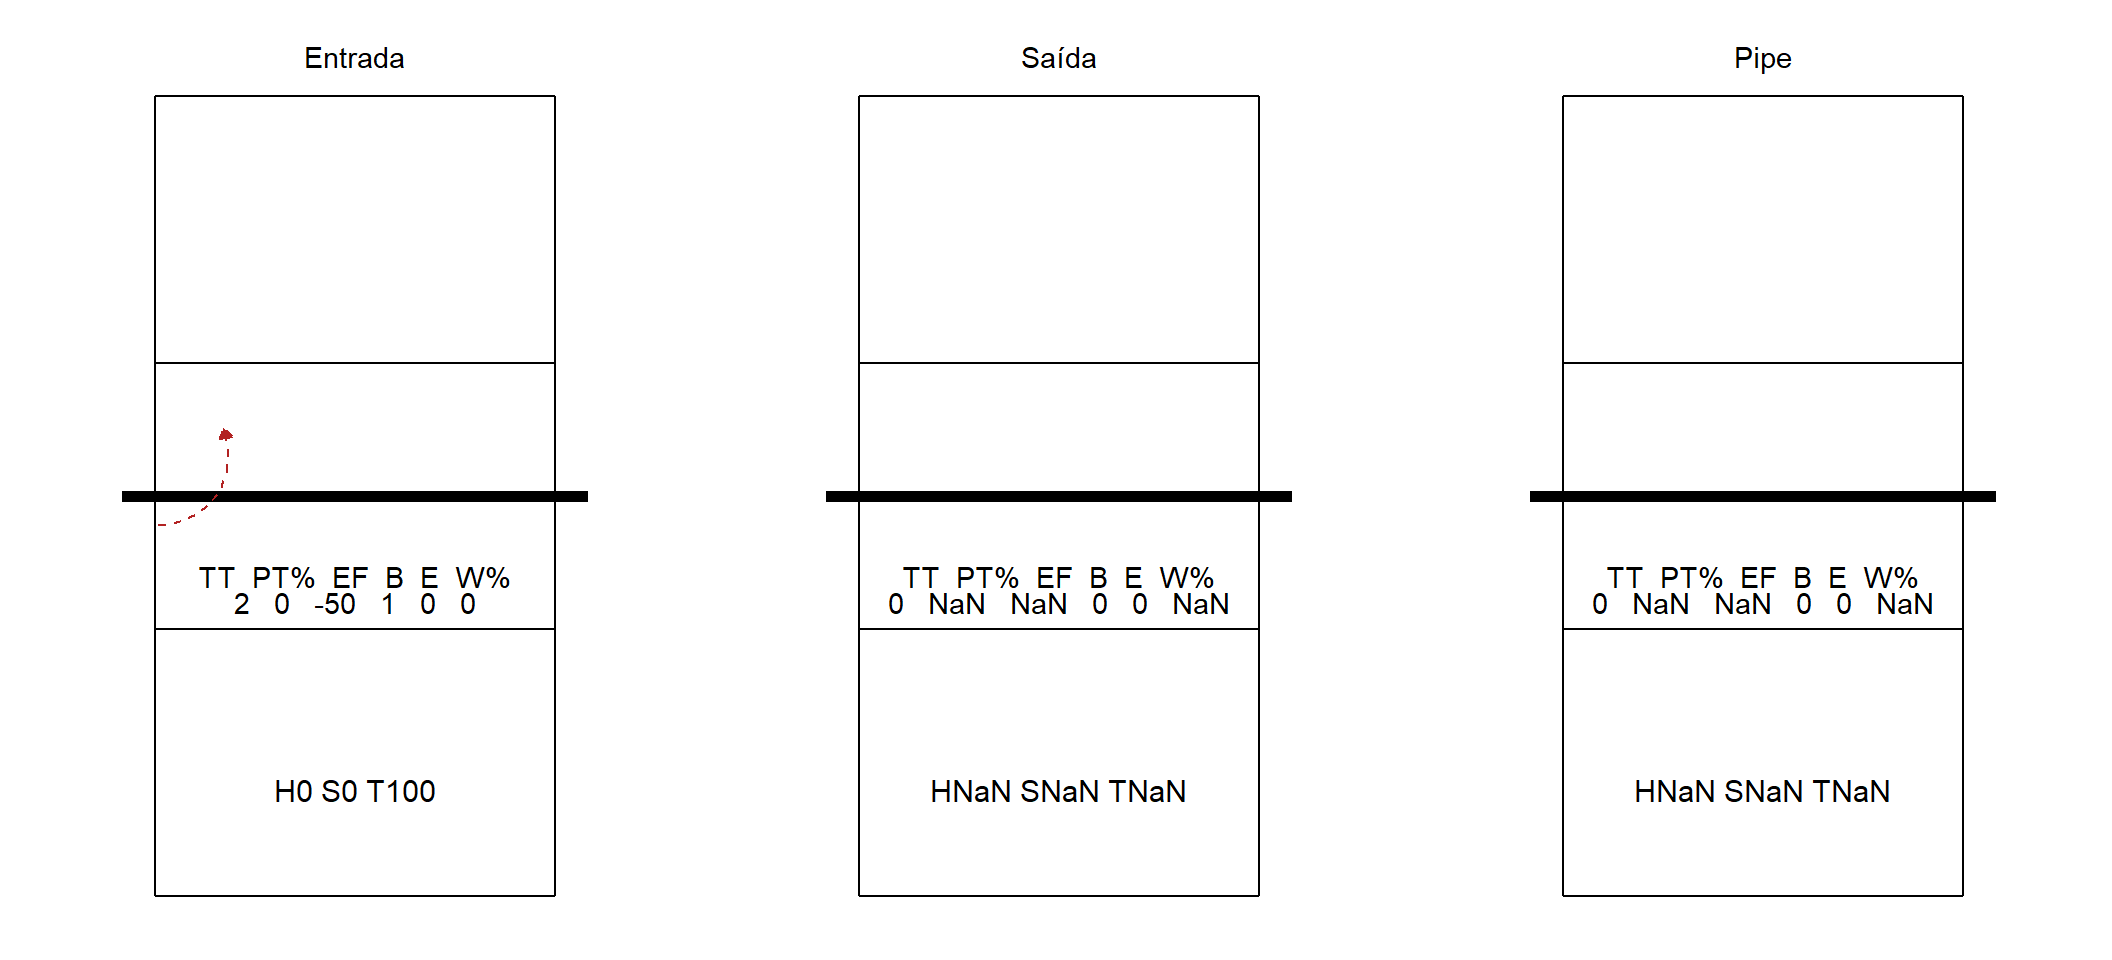 Entrada
Saída
Pipe
TT PT% EF B E W%
2 0 -50 1 0 0
TT PT% EF B E W%
0 NaN NaN 0 0 NaN
TT PT% EF B E W%
0 NaN NaN 0 0 NaN
H0 S0 T100
HNaN SNaN TNaN
HNaN SNaN TNaN